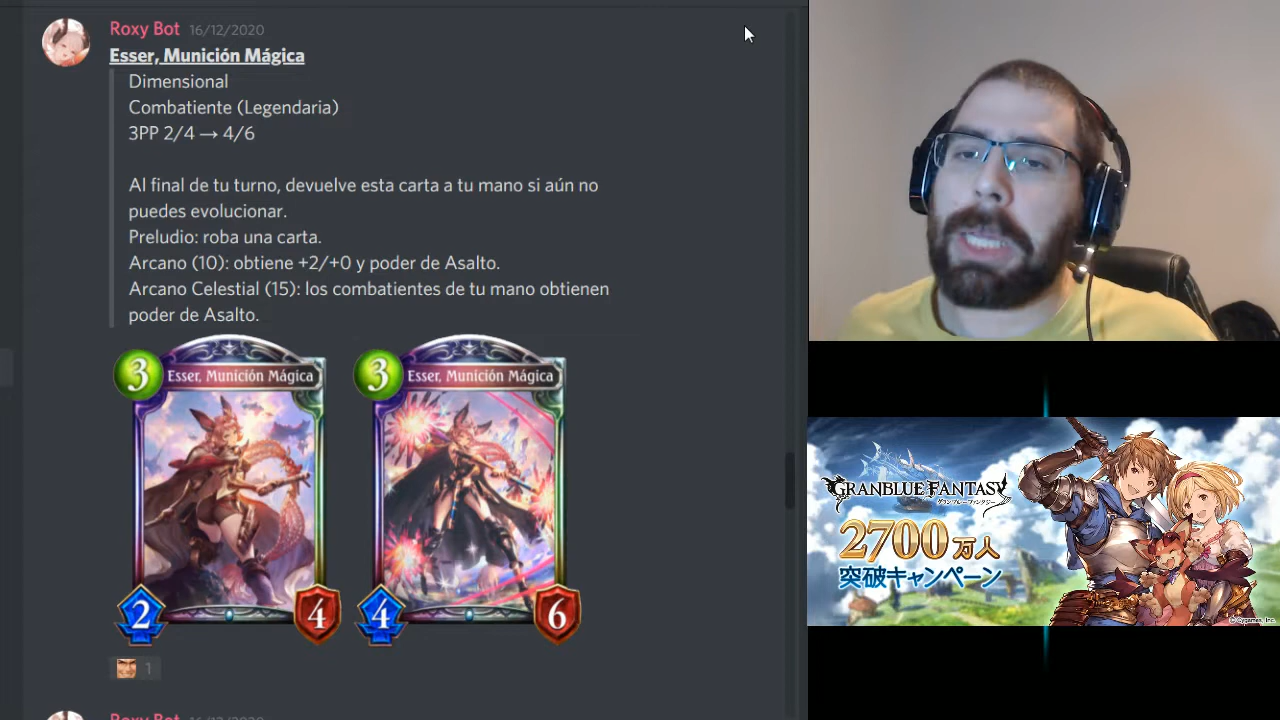 Roxy Bot 16/12/2020
Esser, Munición Mágica
Dimensional
Combatiente (Legendaria)
3PP 2/4 → 4/6
Al final de tu turno, devuelve esta carta a tu mano si aún no
puedes evolucionar.
Preludio: roba una carta.
Arcano (10): obtiene +2/+0 y poder de Asalto.
Arcano Celestial (15): los combatientes de tu mano obtienen
poder de Asalto.
3 Esser, Munición Mágica
2 4
3 Esser, Munición Mágica
4 6
1
Roxy Bot 16/12/2020
GRANBLUE FANTASY
グランブルーファンタジー
2700万人
突破キャンペーン
© Cygames, Inc.